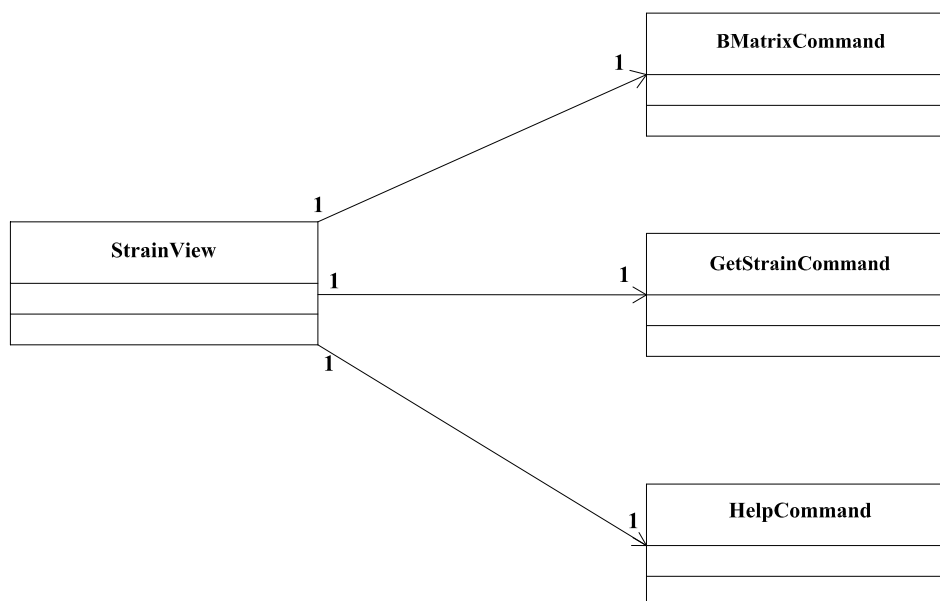 BMatrixCommand
1
1
StrainView
GetStrainCommand
1
1
1
HelpCommand
1